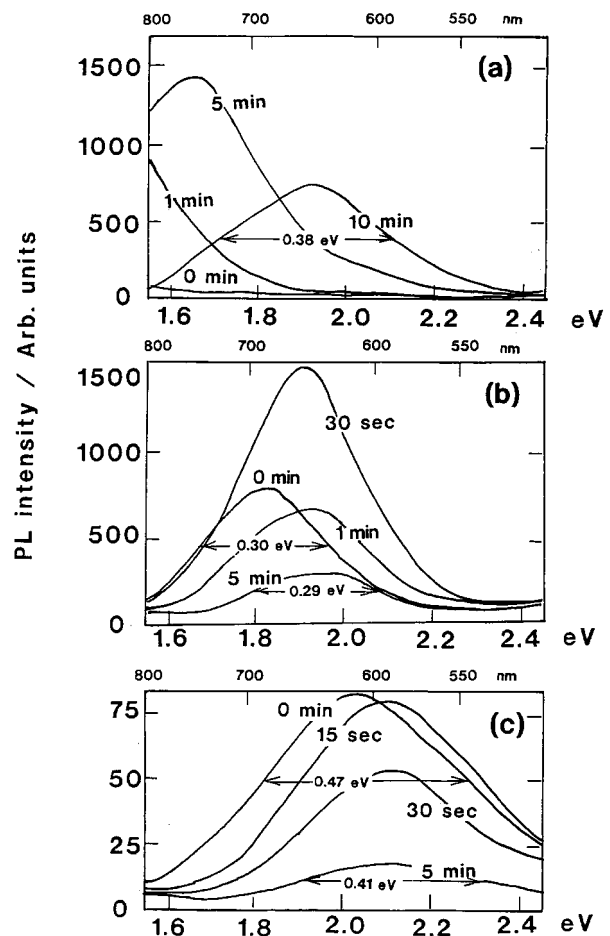 800 700 600 550 nm
(a)
1500
5 min
1000
1 min
10 min
500
0.38 eV
0 min
0
1.6 1.8 2.0 2.2 2.4 eV
PL intensity / Arb. units
800 700 600 550 nm
1500
(b)
30 sec
1000
0 min
1 min
500
0.30 eV
5 min
0.29 eV
0
1.6 1.8 2.0 2.2 2.4 eV
800 700 600 550 nm
75
0 min
(c)
15 sec
50
0.47 eV
30 sec
25
5 min
0.41 eV
0
1.6 1.8 2.0 2.2 2.4 eV